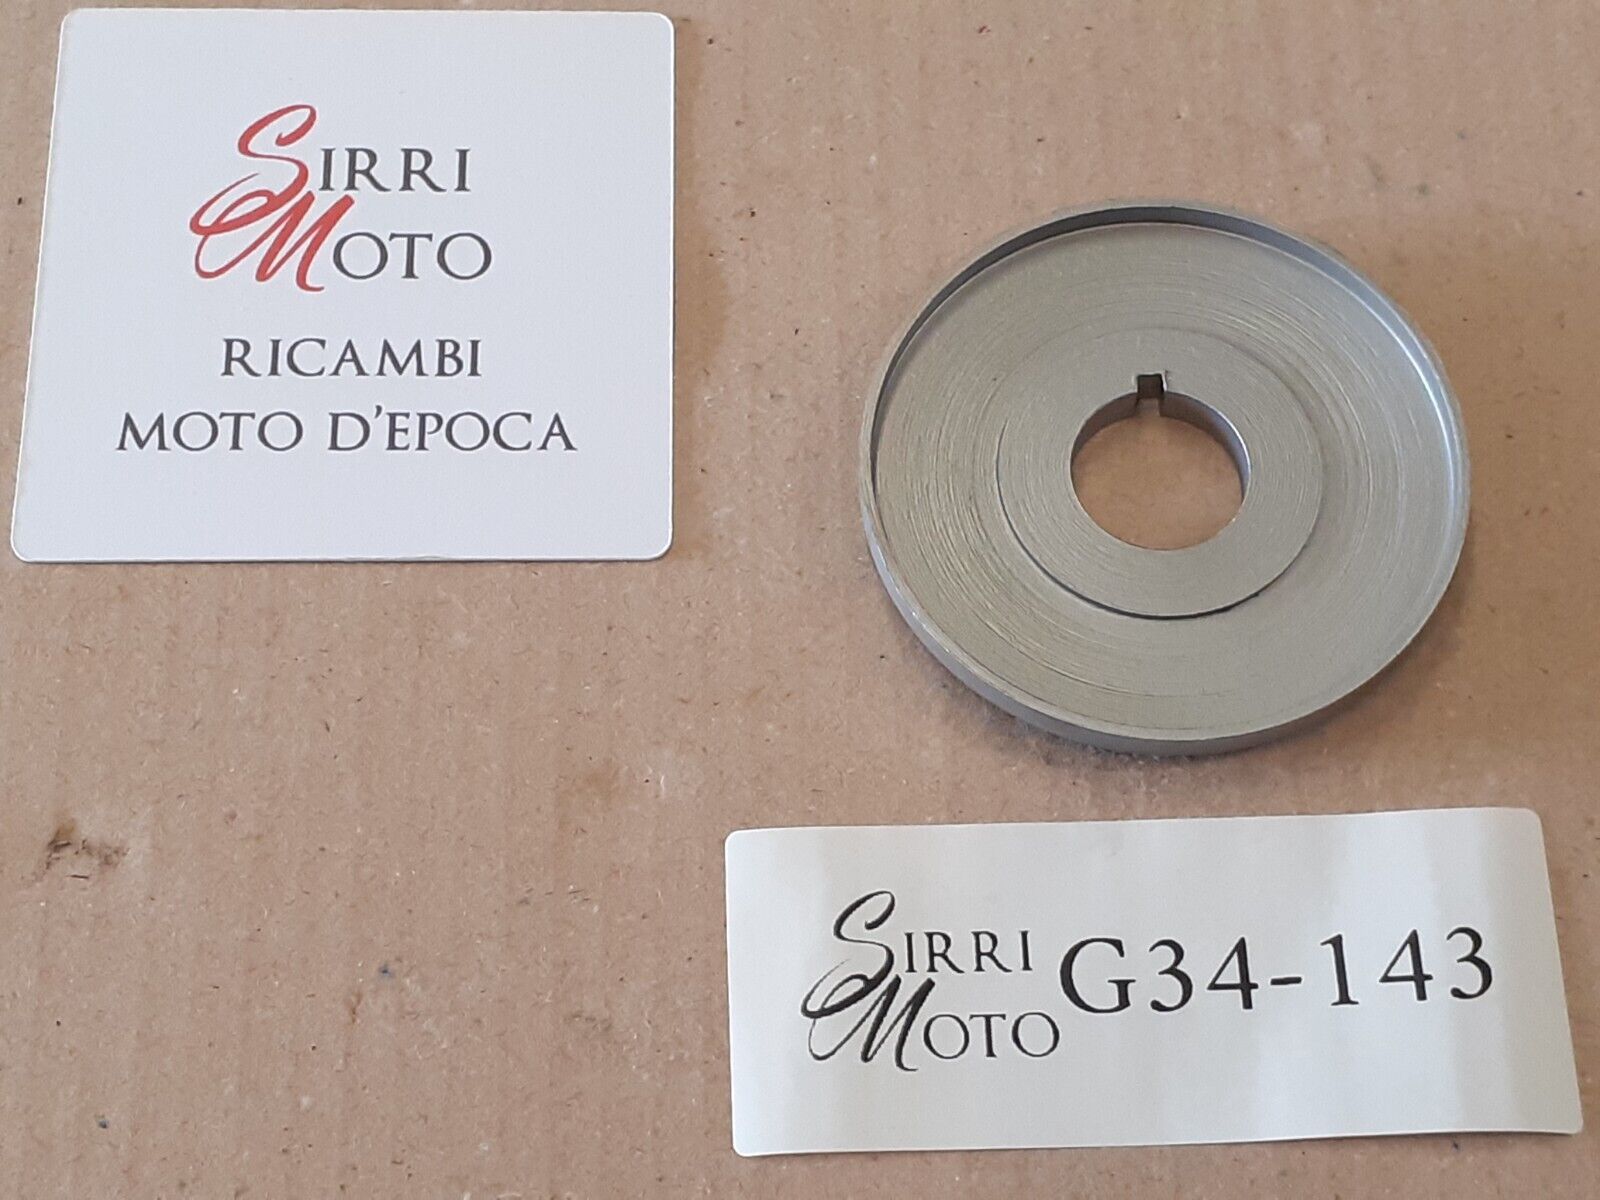 SIRRI
MOTO
RICAMBI
MOTO D'EPOCA
SIRRI
MOTO
G34-143